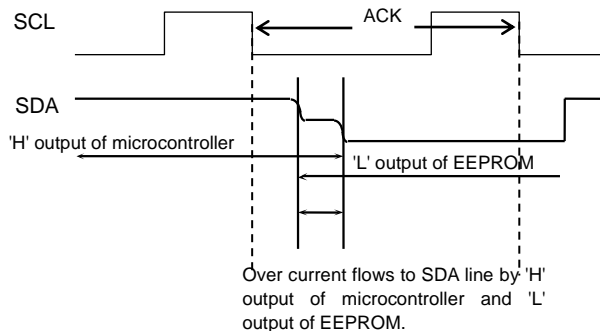 SCL
ACK
SDA
'H' output of microcontroller
'L' output of EEPROM
Over current flows to SDA line by 'H'
output of microcontroller and 'L'
output of EEPROM.